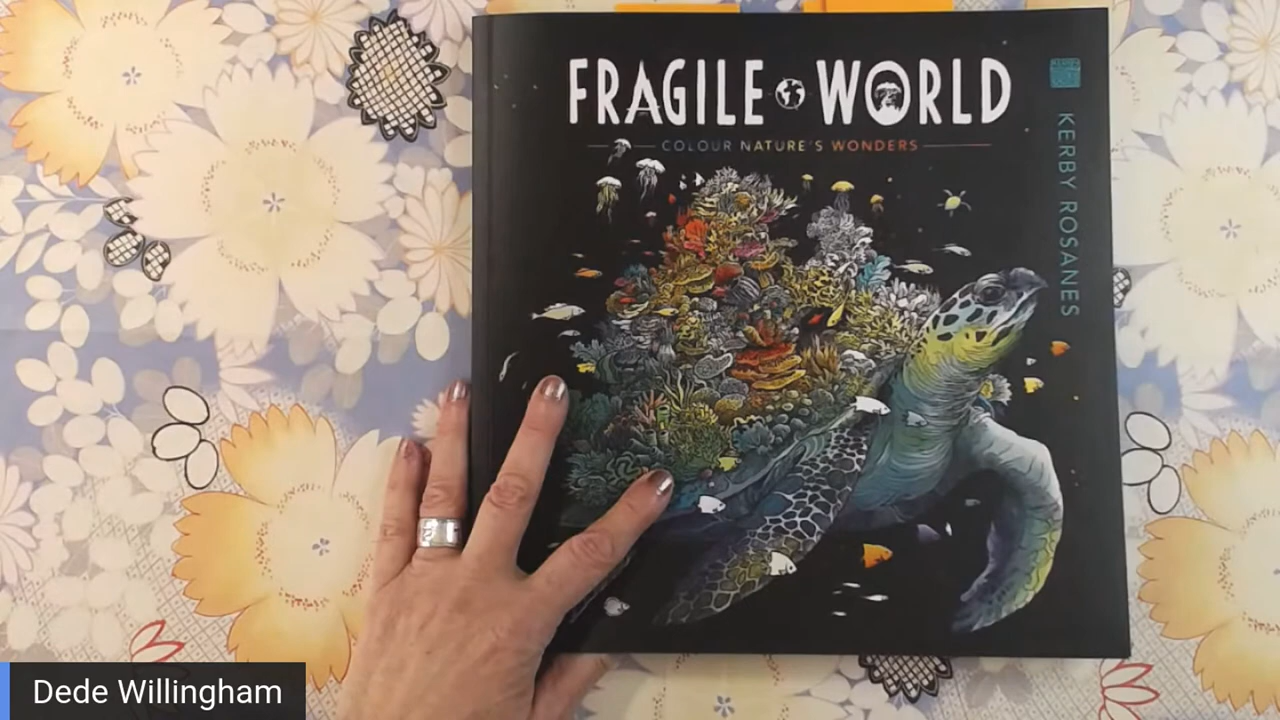 FRAGILE WORLD
COLOUR NATURE'S WONDERS
KERBY ROSANES
Dede Willingham